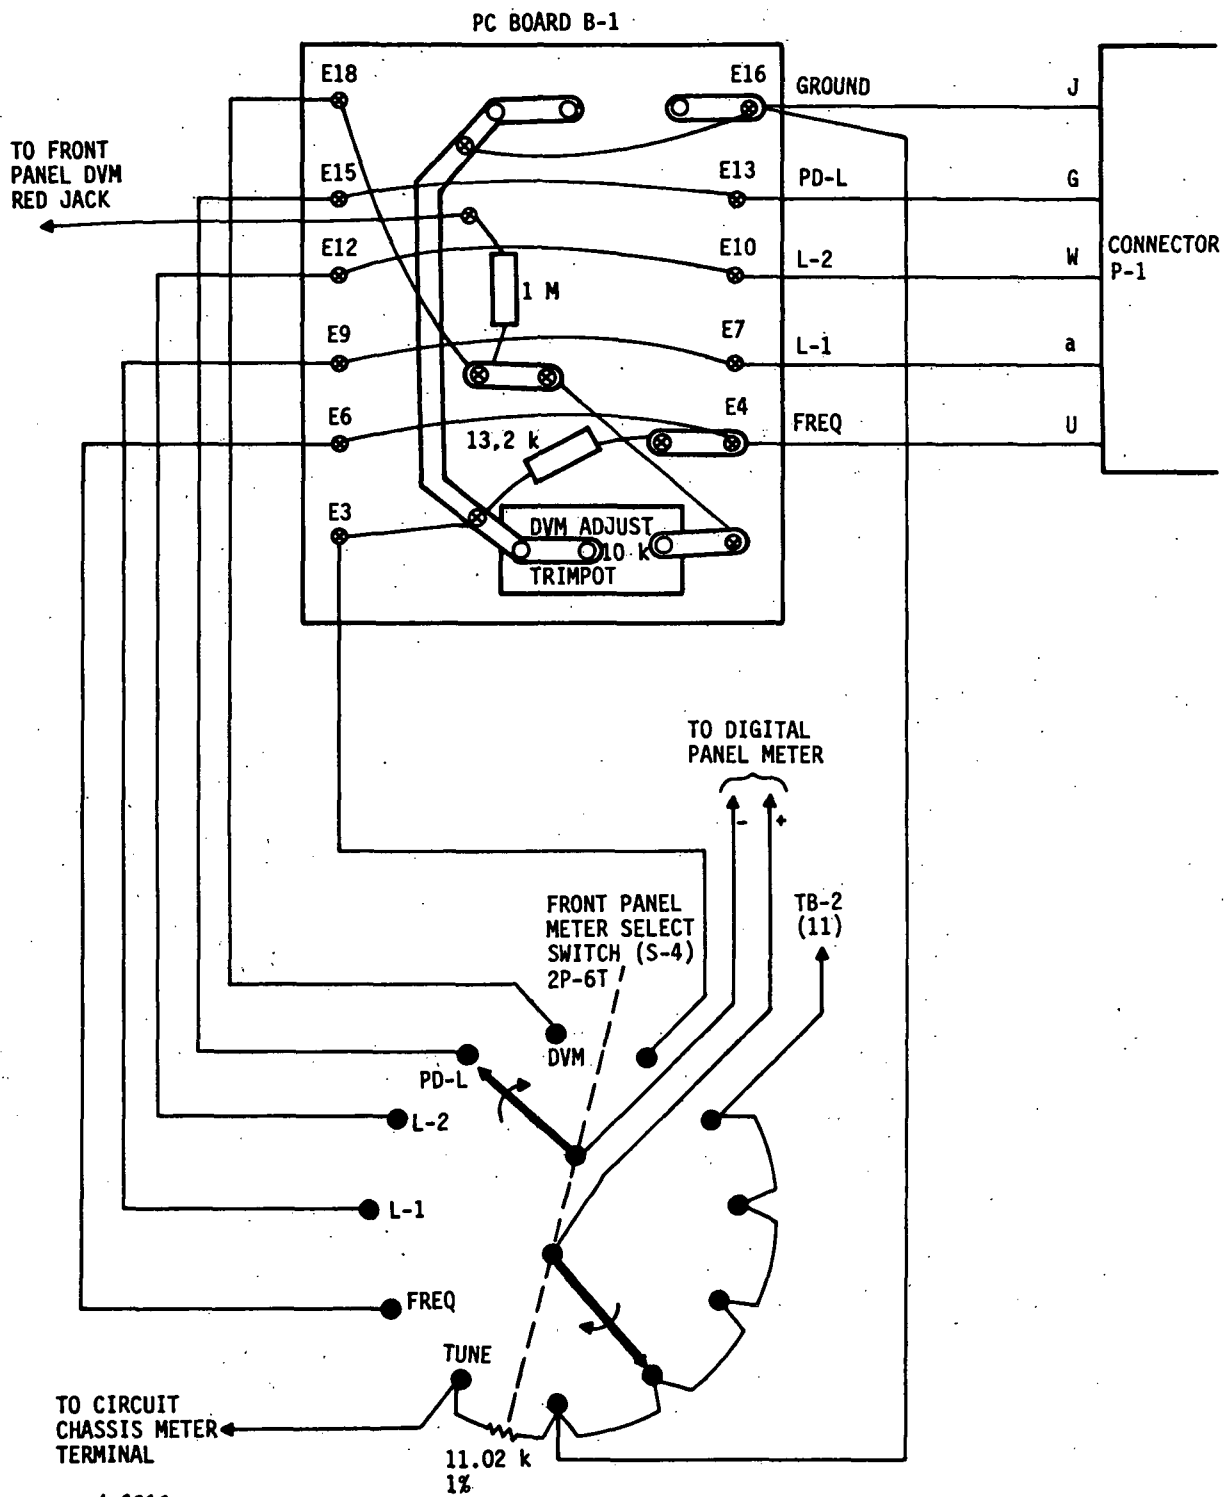 PC BOARD B-1
E18
E16
GROUND
J
TO FRONT
PANEL DVM
RED JACK
E15
E13
PD-L
G
E12
E10
L-2
W
CONNECTOR
P-1
1 M
E9
E7
L-1
a
E6
E4
FREQ
U
13,2 k
E3
DVM ADJUST
10 k
TRIMPOT
TO DIGITAL
PANEL METER
-
+
FRONT PANEL
METER SELECT
SWITCH (S-4)
2P-6T
TB-2
(11)
DVM
PD-L
L-2
L-1
FREQ
TUNE
TO CIRCUIT
CHASSIS METER
TERMINAL
11.02 k
1%